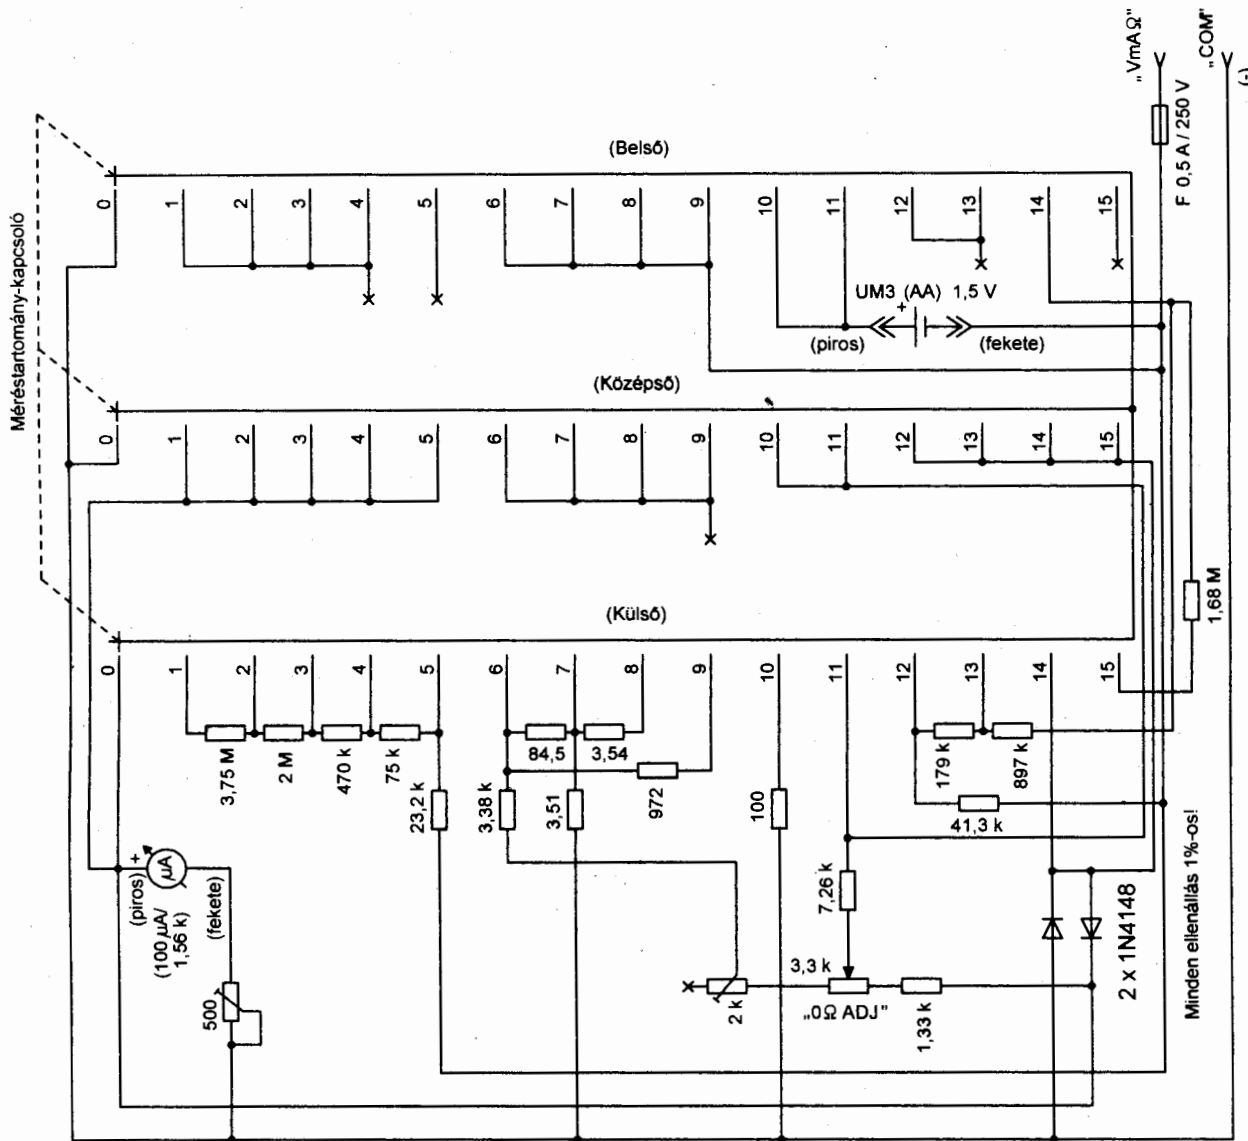 Méréstartomány-kapcsoló
(Belső)
0
1
2
3
4
5
6
7
8
9
10
11
12
13
14
15
„VmAΩ”
„COM”
(-)
F 0,5 A / 250 V
UM3 (AA) 1,5 V
+
(piros)
(fekete)
(Középső)
0
1
2
3
4
5
6
7
8
9
10
11
12
13
14
15
1,68 M
(Külső)
0
1
2
3
4
5
6
7
8
9
10
11
12
13
14
15
3,75 M
2 M
470 k
75 k
23,2 k
84,5
3,54
3,38 k
3,51
972
100
179 k
897 k
41,3 k
7,26 k
+
µA
(piros)
(100 µA/
1,56 k)
(fekete)
500
2 k
3,3 k
„0Ω ADJ”
1,33 k
2 x 1N4148
Minden ellenállás 1%-os!